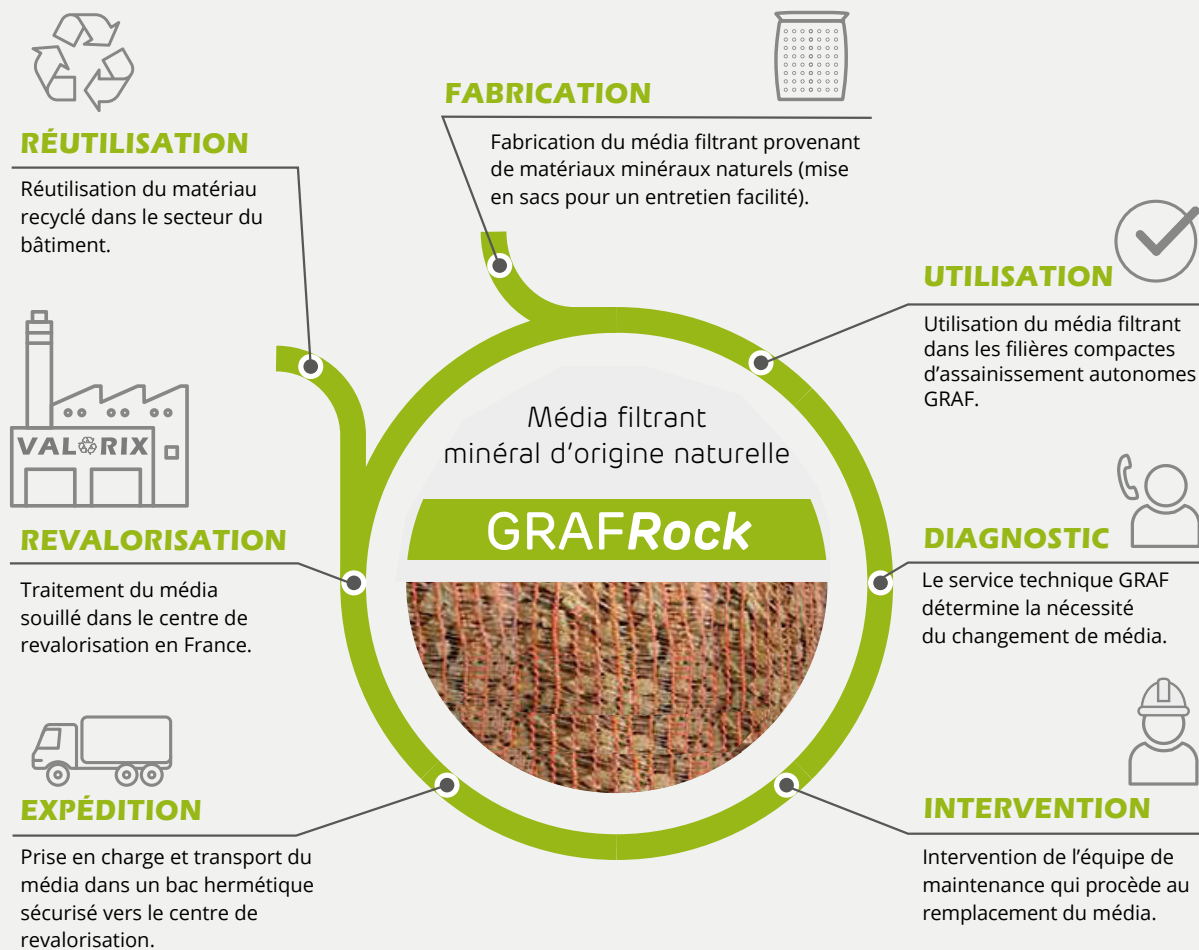 FABRICATION
Fabrication du média filtrant provenant
de matériaux minéraux naturels (mise
en sacs pour un entretien facilité).
UTILISATION
Utilisation du média filtrant
dans les filières compactes
d’assainissement autonomes
GRAF.
DIAGNOSTIC
Le service technique GRAF
détermine la nécessité
du changement de média.
INTERVENTION
Intervention de l’équipe de
maintenance qui procède au
remplacement du média.
EXPÉDITION
Prise en charge et transport du
média dans un bac hermétique
sécurisé vers le centre de
revalorisation.
VALORIX
REVALORISATION
Traitement du média
souillé dans le centre de
revalorisation en France.
RÉUTILISATION
Réutilisation du matériau
recyclé dans le secteur du
bâtiment.
Média filtrant
minéral d’origine naturelle
GRAFRock